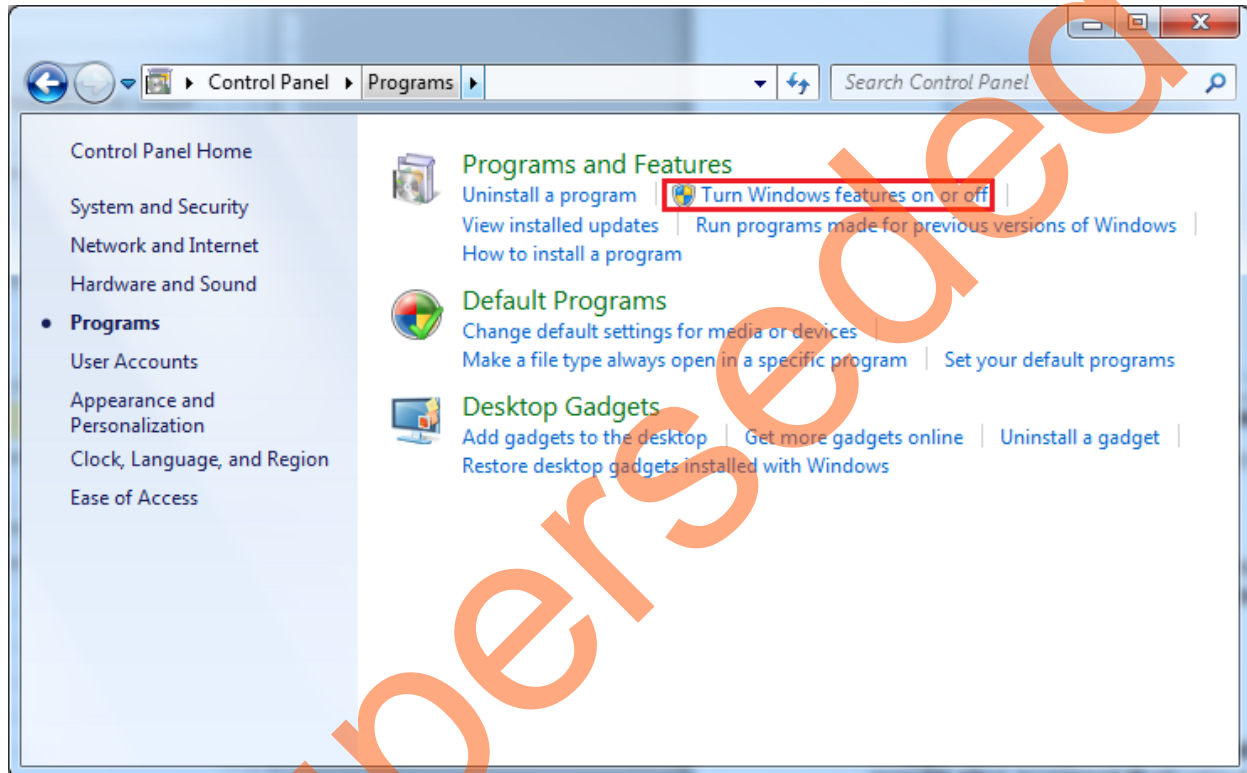 Control Panel Programs
Search Control Panel
Control Panel Home
System and Security
Network and Internet
Hardware and Sound
Programs
User Accounts
Appearance and
Personalization
Clock, Language, and Region
Ease of Access
Programs and Features
Uninstall a program Turn Windows features on or off
View installed updates Run programs made for previous versions of Windows
How to install a program
Default Programs
Change default settings for media or devices
Make a file type always open in a specific program Set your default programs
Desktop Gadgets
Add gadgets to the desktop Get more gadgets online Uninstall a gadget
Restore desktop gadgets installed with Windows
perseded